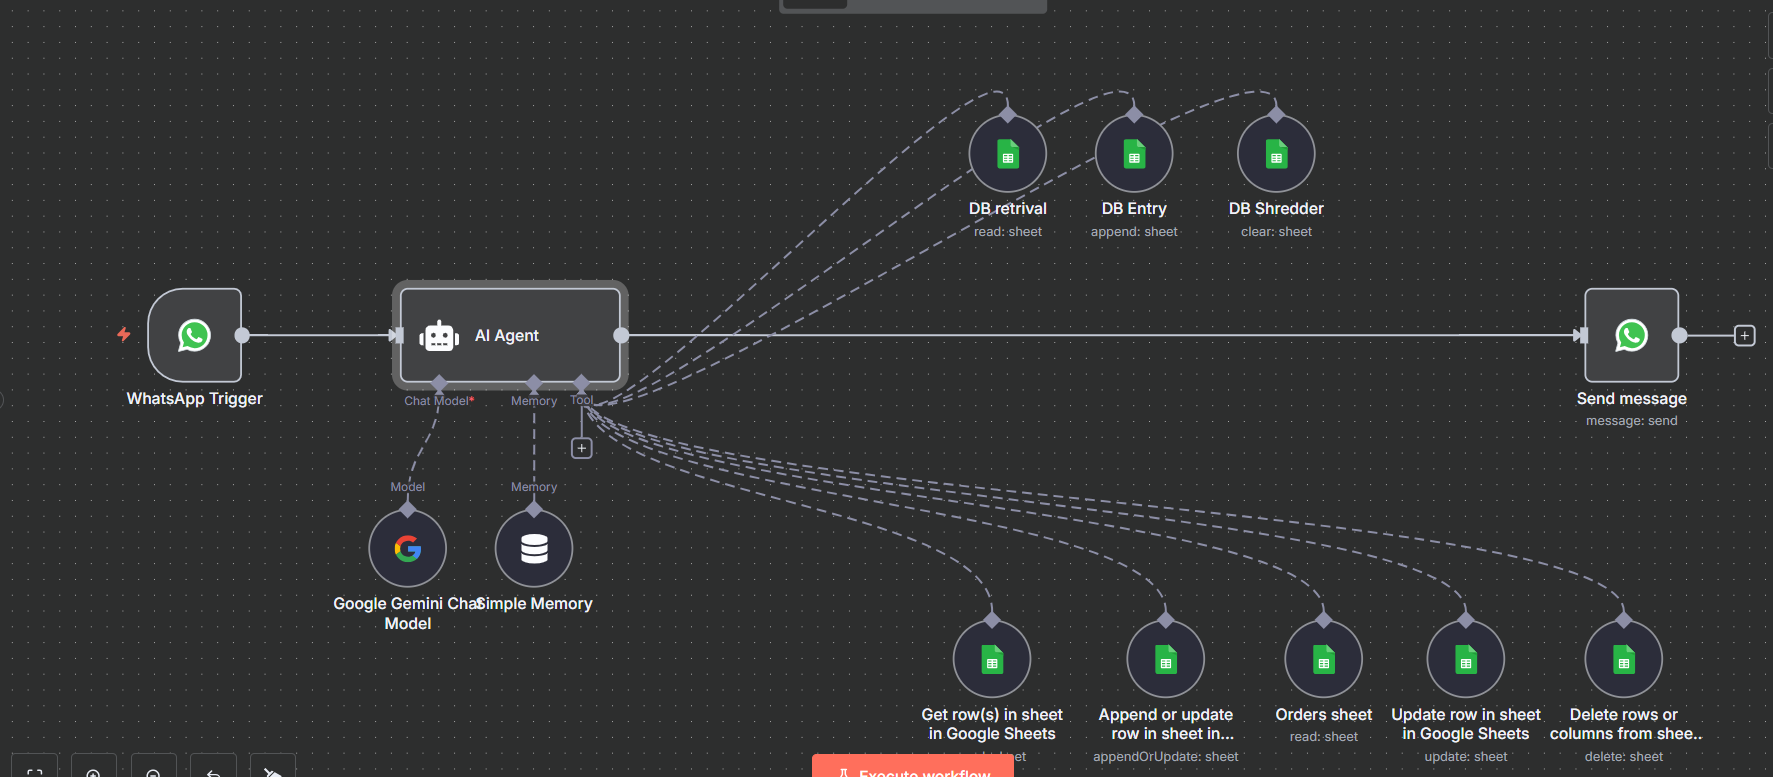 DB retrival
read: sheet
DB Entry
append: sheet
DB Shredder
clear: sheet
AI Agent
WhatsApp Trigger
Chat Model*
Memory
Tool
Send message
message: send
+
+
Model
Memory
Google Gemini Chat
Model
Simple Memory
Get row(s) in sheet
in Google Sheets
Append or update
row in sheet in...
appendOrUpdate: sheet
Orders sheet
read: sheet
Update row in sheet
in Google Sheets
update: sheet
Delete rows or
columns from shee..
delete: sheet
Execute workflow